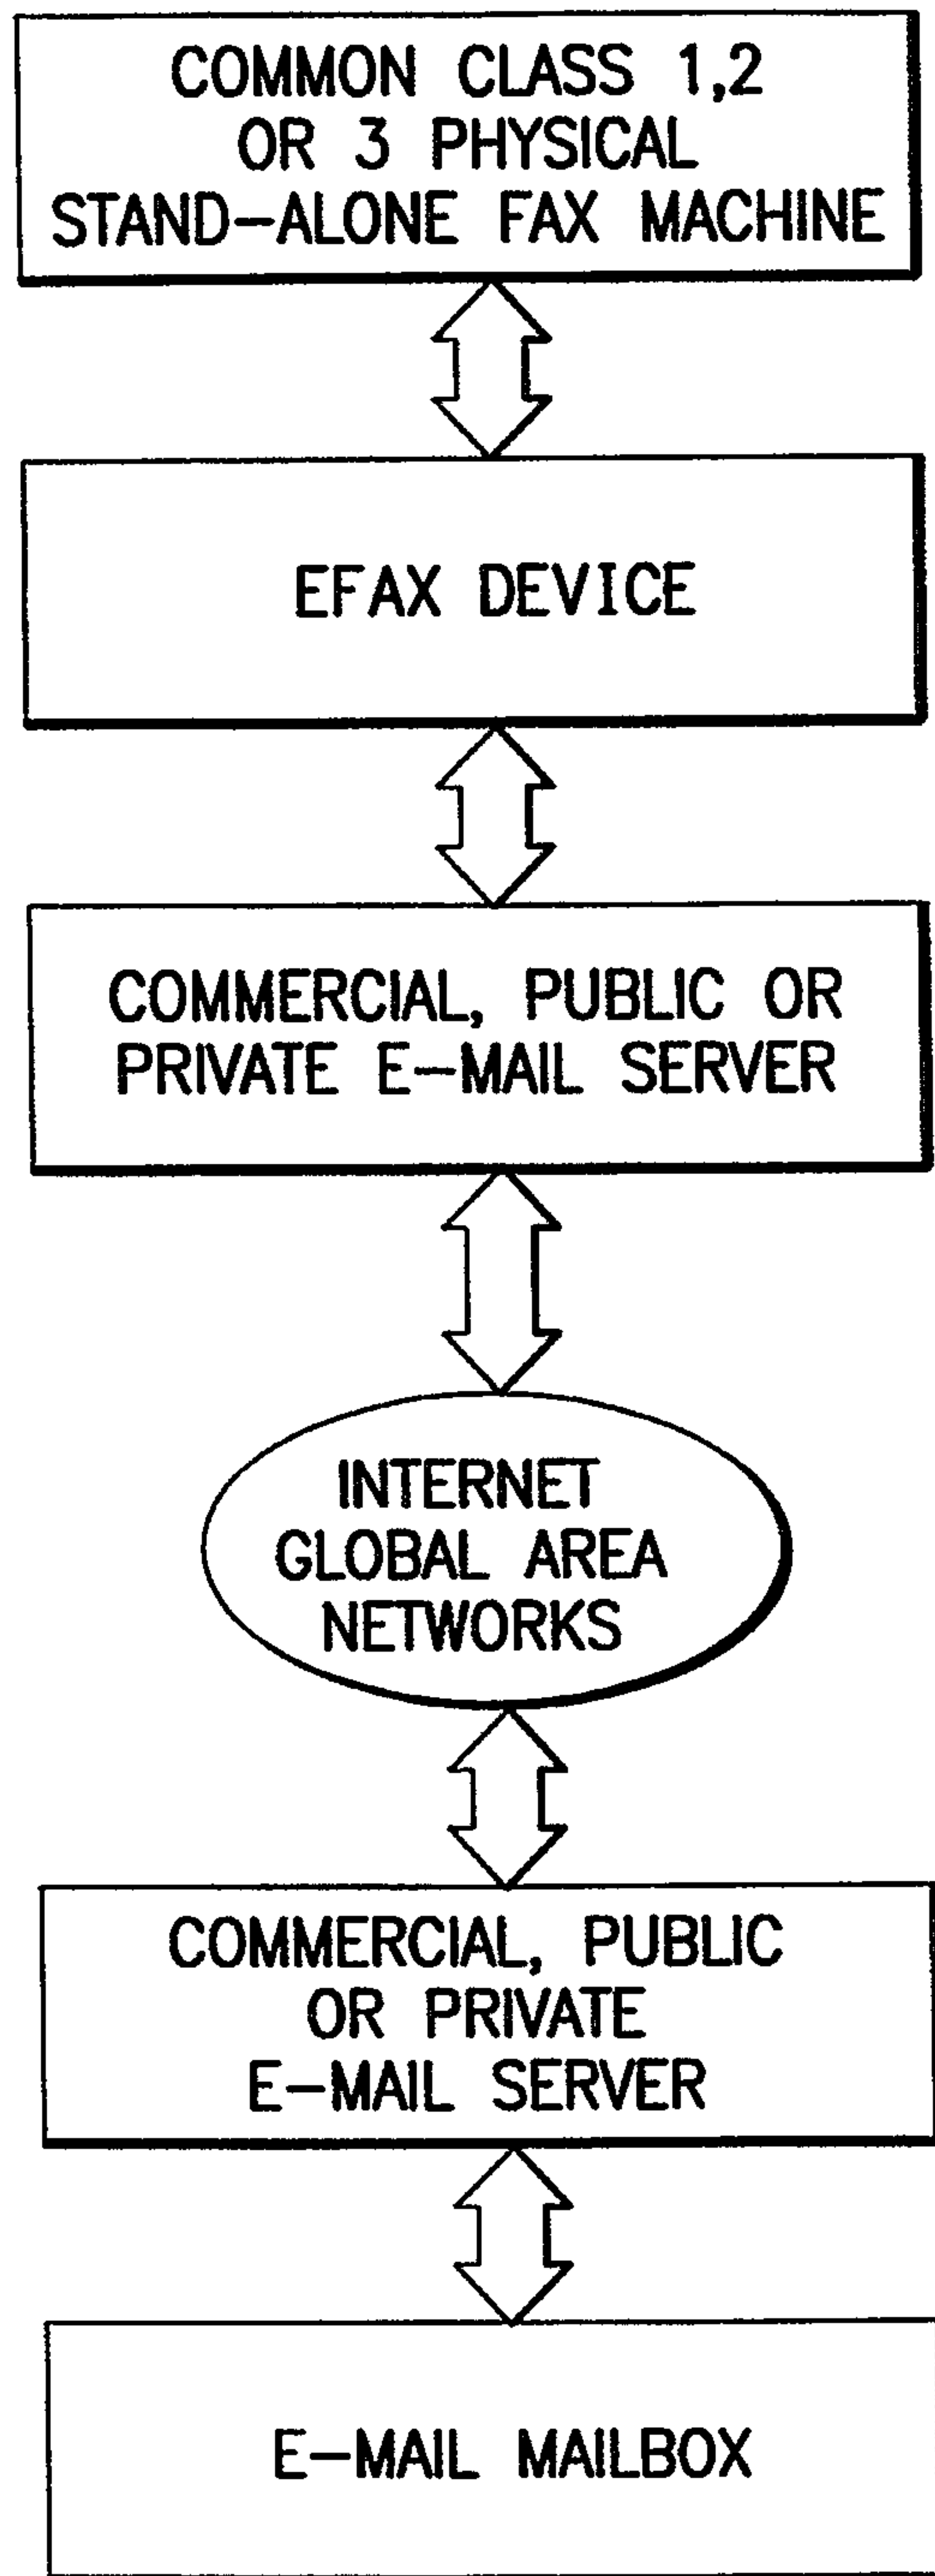 COMMON CLASS 1,2
OR 3 PHYSICAL
STAND-ALONE FAX MACHINE
EFAX DEVICE
COMMERCIAL, PUBLIC OR
PRIVATE E-MAIL SERVER
INTERNET
GLOBAL AREA
NETWORKS
COMMERCIAL, PUBLIC
OR PRIVATE
E-MAIL SERVER
E-MAIL MAILBOX